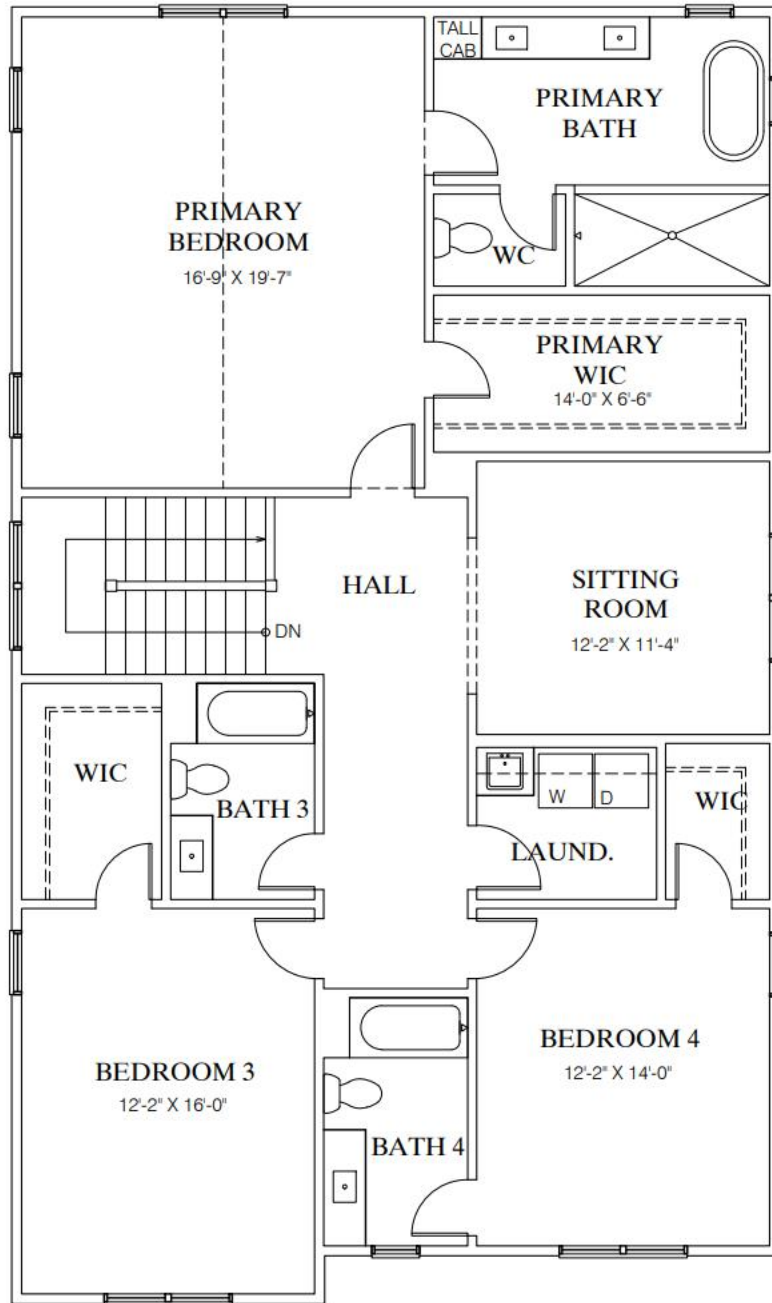 TALL
CAB
PRIMARY
BATH
PRIMARY
BEDROOM
16'-9" X 19'-7"
WC
PRIMARY
WIC
14'-0" X 6'-6"
HALL
SITTING
ROOM
12'-2" X 11'-4"
DN
WIC
BATH 3
W
D
WIC
LAUND.
BEDROOM 3
12'-2" X 16'-0"
BEDROOM 4
12'-2" X 14'-0"
BATH 4